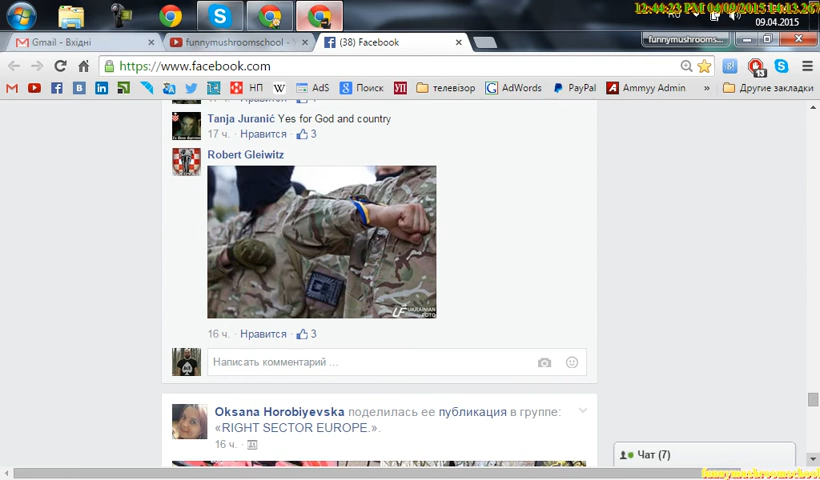 12:44:23 PM 04/09/2015
09.04.2015
Gmail - Вхідні
funnymushroomschool -
(38) Facebook
funnymushrooms...
https://www.facebook.com
13
НП
AdS
Поиск
УП
телевізор
AdWords
PayPal
Ammyy Admin
»
Другие закладки
Tanja Juranić Yes for God and country
17 ч. · Нравится · 3
Robert Gleiwitz
UKRAINIAN
16 ч. · Нравится · 3
Написать комментарий ...
Oksana Horobiyevska поделилась ее публикация в группе:
«RIGHT SECTOR EUROPE.».
16 ч. ·
Чат (7)
funnymushroomschool